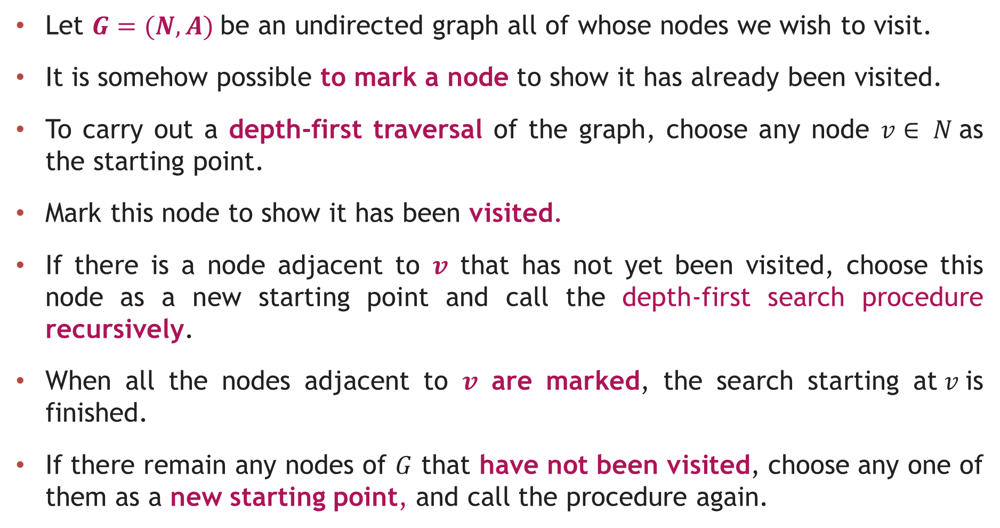 • Let G = (N, A) be an undirected graph all of whose nodes we wish to visit.
• It is somehow possible to mark a node to show it has already been visited.
• To carry out a depth-first traversal of the graph, choose any node v ∈ N as
the starting point.
• Mark this node to show it has been visited.
• If there is a node adjacent to v that has not yet been visited, choose this
node as a new starting point and call the depth-first search procedure
recursively.
• When all the nodes adjacent to v are marked, the search starting at v is
finished.
• If there remain any nodes of G that have not been visited, choose any one of
them as a new starting point, and call the procedure again.